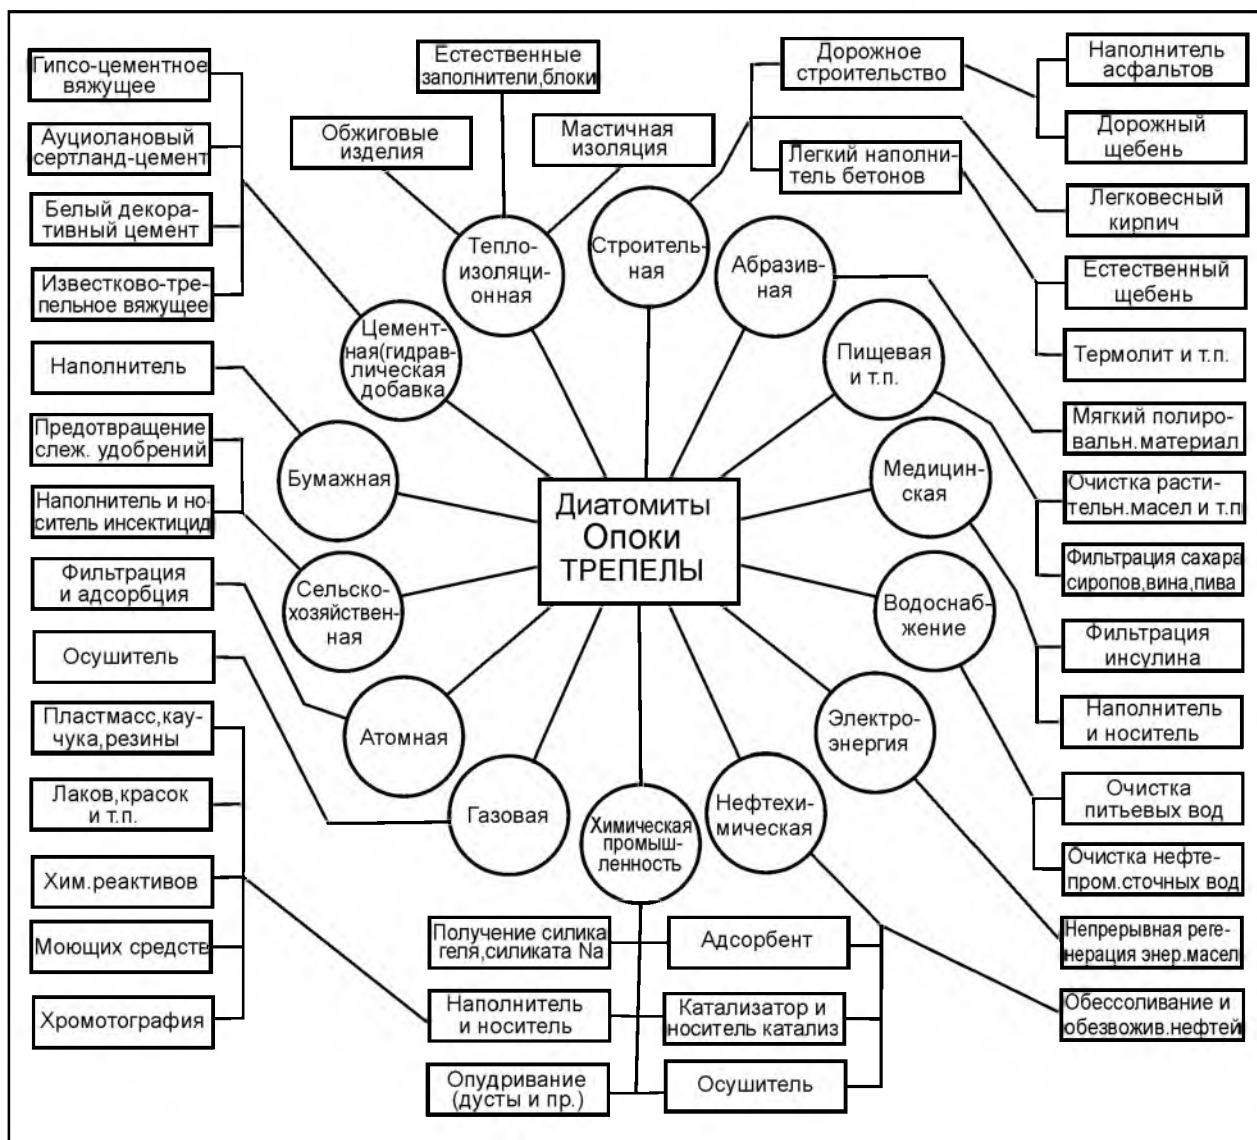 Гипсо-цементное
вяжущее
Ауциолановый
сертланд-цемент
Белый декора-
тивный цемент
Известково-тре-
пельное вяжущее
Наполнитель
Предотвращение
слеж. удобрений
Наполнитель и но-
ситель инсектицид
Фильтрация
и адсорбция
Осушитель
Пластмасс,кау-
чука,резины
Лаков,красок
и т.п.
Хим.реактивов
Моющих средств
Хромотография
Естественные
заполнители,блоки
Обжиговые
изделия
Мастичная
изоляция
Дорожное
строительство
Легкий наполни-
тель бетонов
Тепло-
изоляци-
онная
Строитель-
ная
Абразив-
ная
Цемент-
ная(гидрав-
лическая
добавка
Пищевая
и т.п.
Бумажная
Медицин-
ская
Диатомиты
Опоки
ТРЕПЕЛЫ
Сельско-
хозяйствен-
ная
Водоснаб-
жение
Атомная
Электро-
энергия
Газовая
Химическая
промыш-
ленность
Нефтехи-
мическая
Получение силика
геля,силиката Na
Адсорбент
Наполнитель
и носитель
Катализатор и
носитель катализ
Опудривание
(дусты и пр.)
Осушитель
Наполнитель
асфальтов
Дорожный
щебень
Легковесный
кирпич
Естественный
щебень
Термолит и т.п.
Мягкий полиро-
вальн.материал
Очистка расти-
тельн.масел и т.п
Фильтрация сахара
сиропов,вина,пива
Фильтрация
инсулина
Наполнитель
и носитель
Очистка
питьевых вод
Очистка нефте-
пром.сточных вод
Непрерывная реге-
нерация энер.масел
Обессоливание и
обезвожив.нефтей